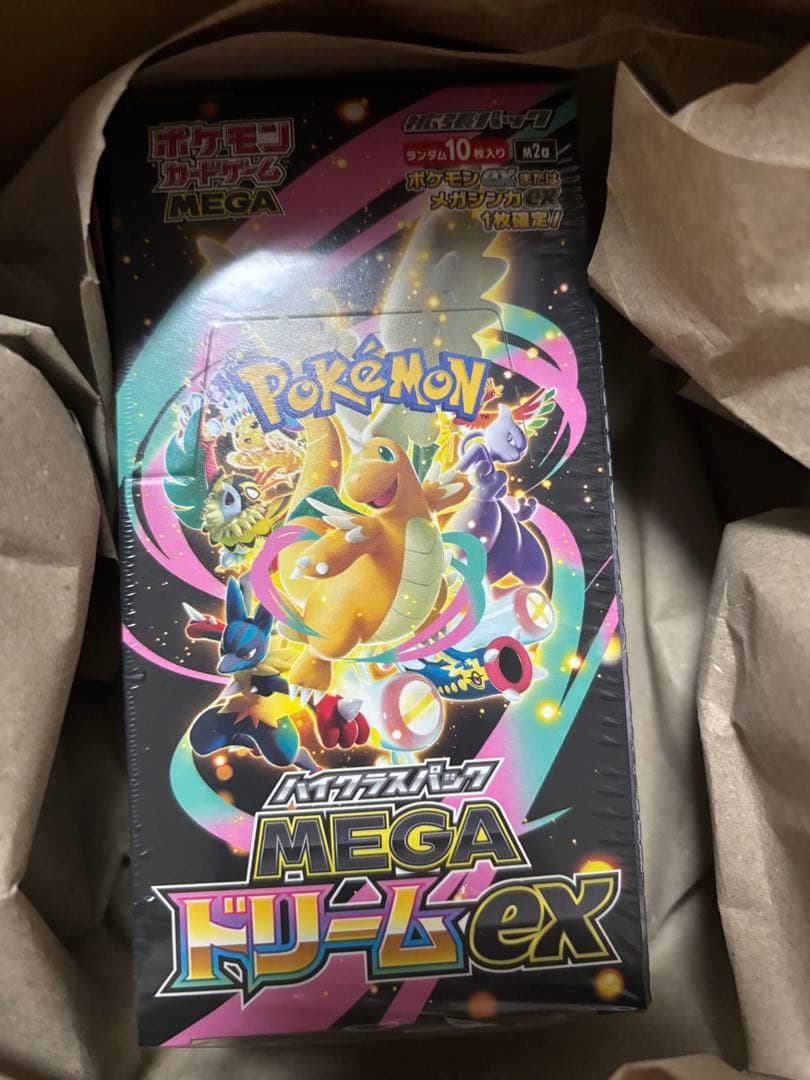 ポケモン
カードゲーム
MEGA
拡張パック
ランダム10枚入り M2a
ポケモンexまたは
メガシンカex
1枚確定!
POKÉMON
TM
ハイクラスパック
MEGA
ドリームex